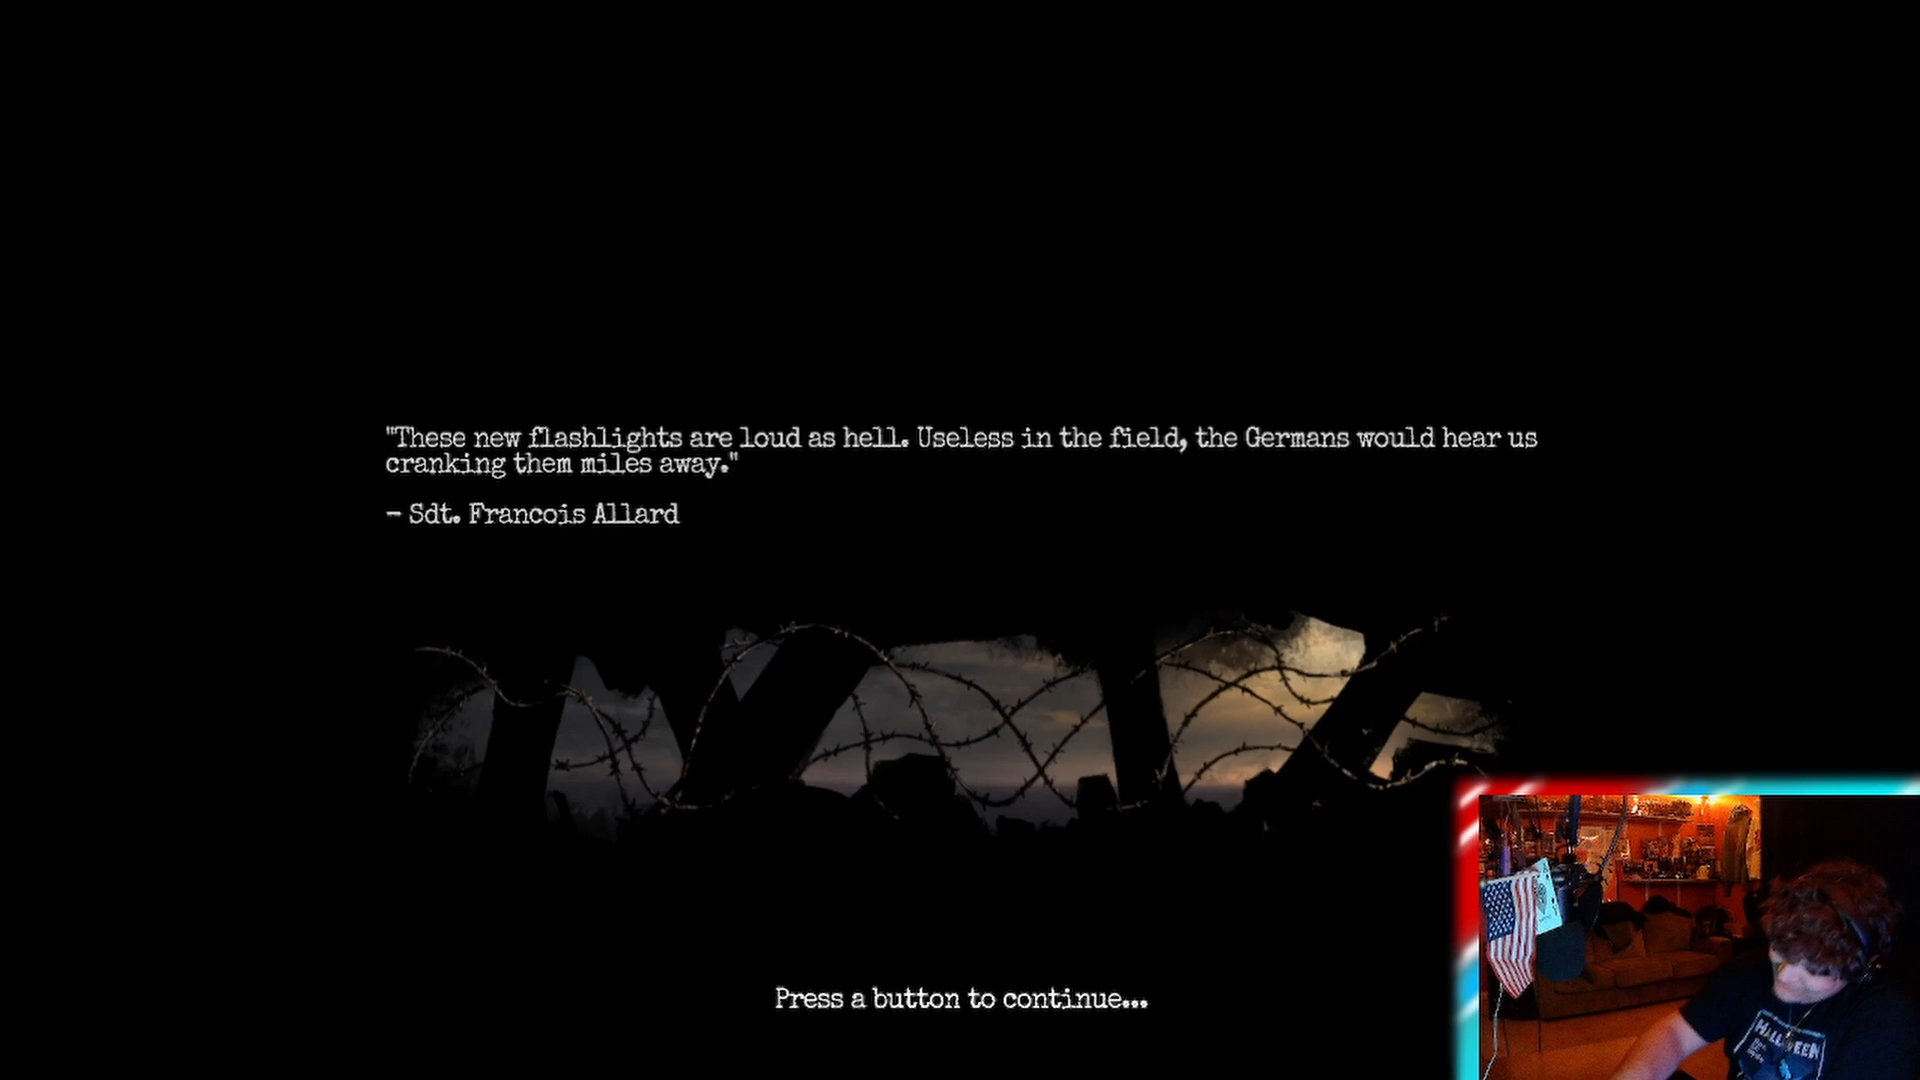 "These new flashlights are loud as hell. Useless in the field, the Germans would hear us
cranking them miles away."
- Sdt. Francois Allard
Press a button to continue...
HALLOWEEN